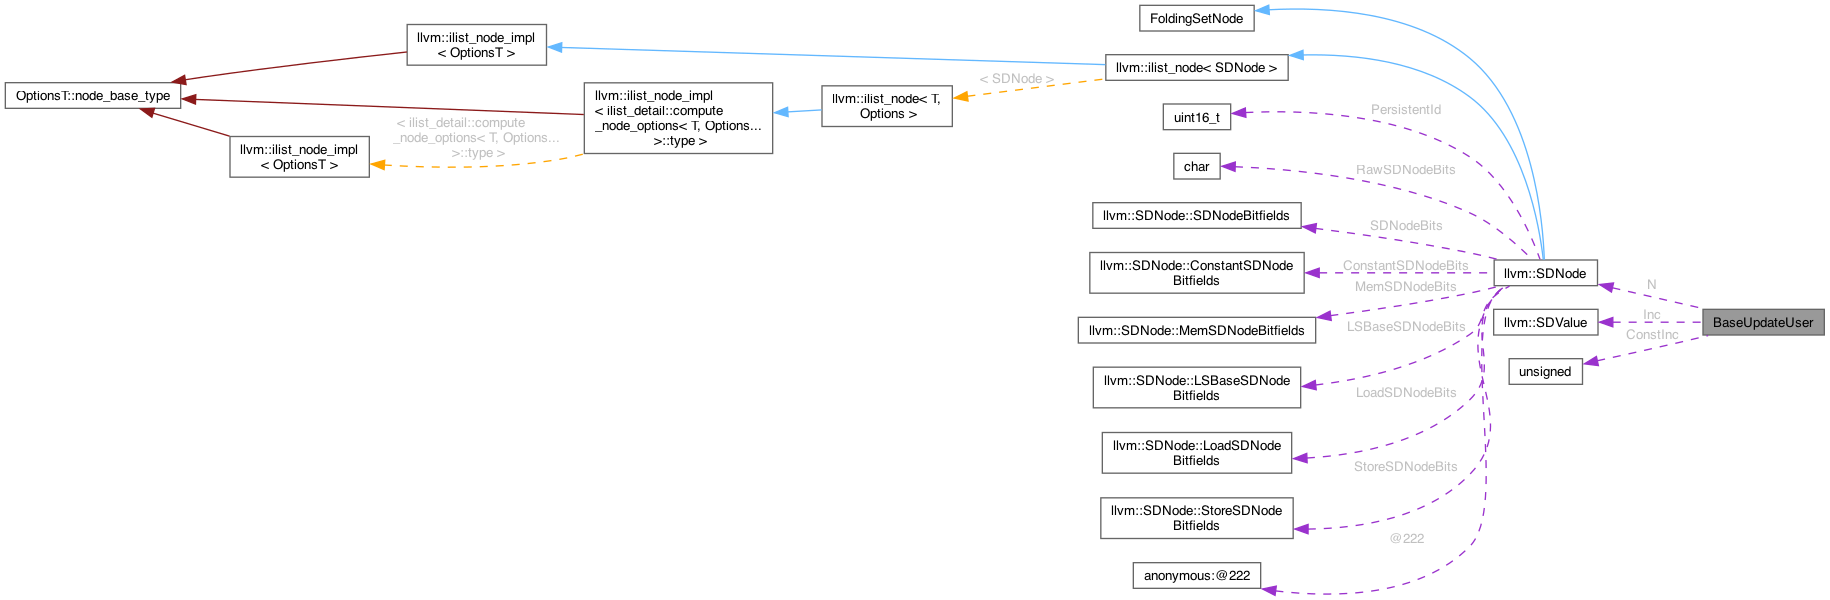 FoldingSetNode
llvm::ilist_node_impl
< OptionsT >
llvm::ilist_node< SDNode >
< SDNode >
OptionsT::node_base_type
llvm::ilist_node_impl
< ilist_detail::compute
_node_options< T, Options...
>::type >
llvm::ilist_node< T,
Options >
< ilist_detail::compute
_node_options< T, Options...
>::type >
llvm::ilist_node_impl
< OptionsT >
PersistentId
uint16_t
char
RawSDNodeBits
llvm::SDNode::SDNodeBitfields
SDNodeBits
llvm::SDNode::ConstantSDNode
Bitfields
ConstantSDNodeBits
MemSDNodeBits
llvm::SDNode::MemSDNodeBitfields
LSBaseSDNodeBits
llvm::SDNode::LSBaseSDNode
Bitfields
LoadSDNodeBits
llvm::SDNode::LoadSDNode
Bitfields
StoreSDNodeBits
llvm::SDNode::StoreSDNode
Bitfields
@222
anonymous:@222
llvm::SDNode
N
llvm::SDValue
Inc
BaseUpdateUser
ConstInc
unsigned